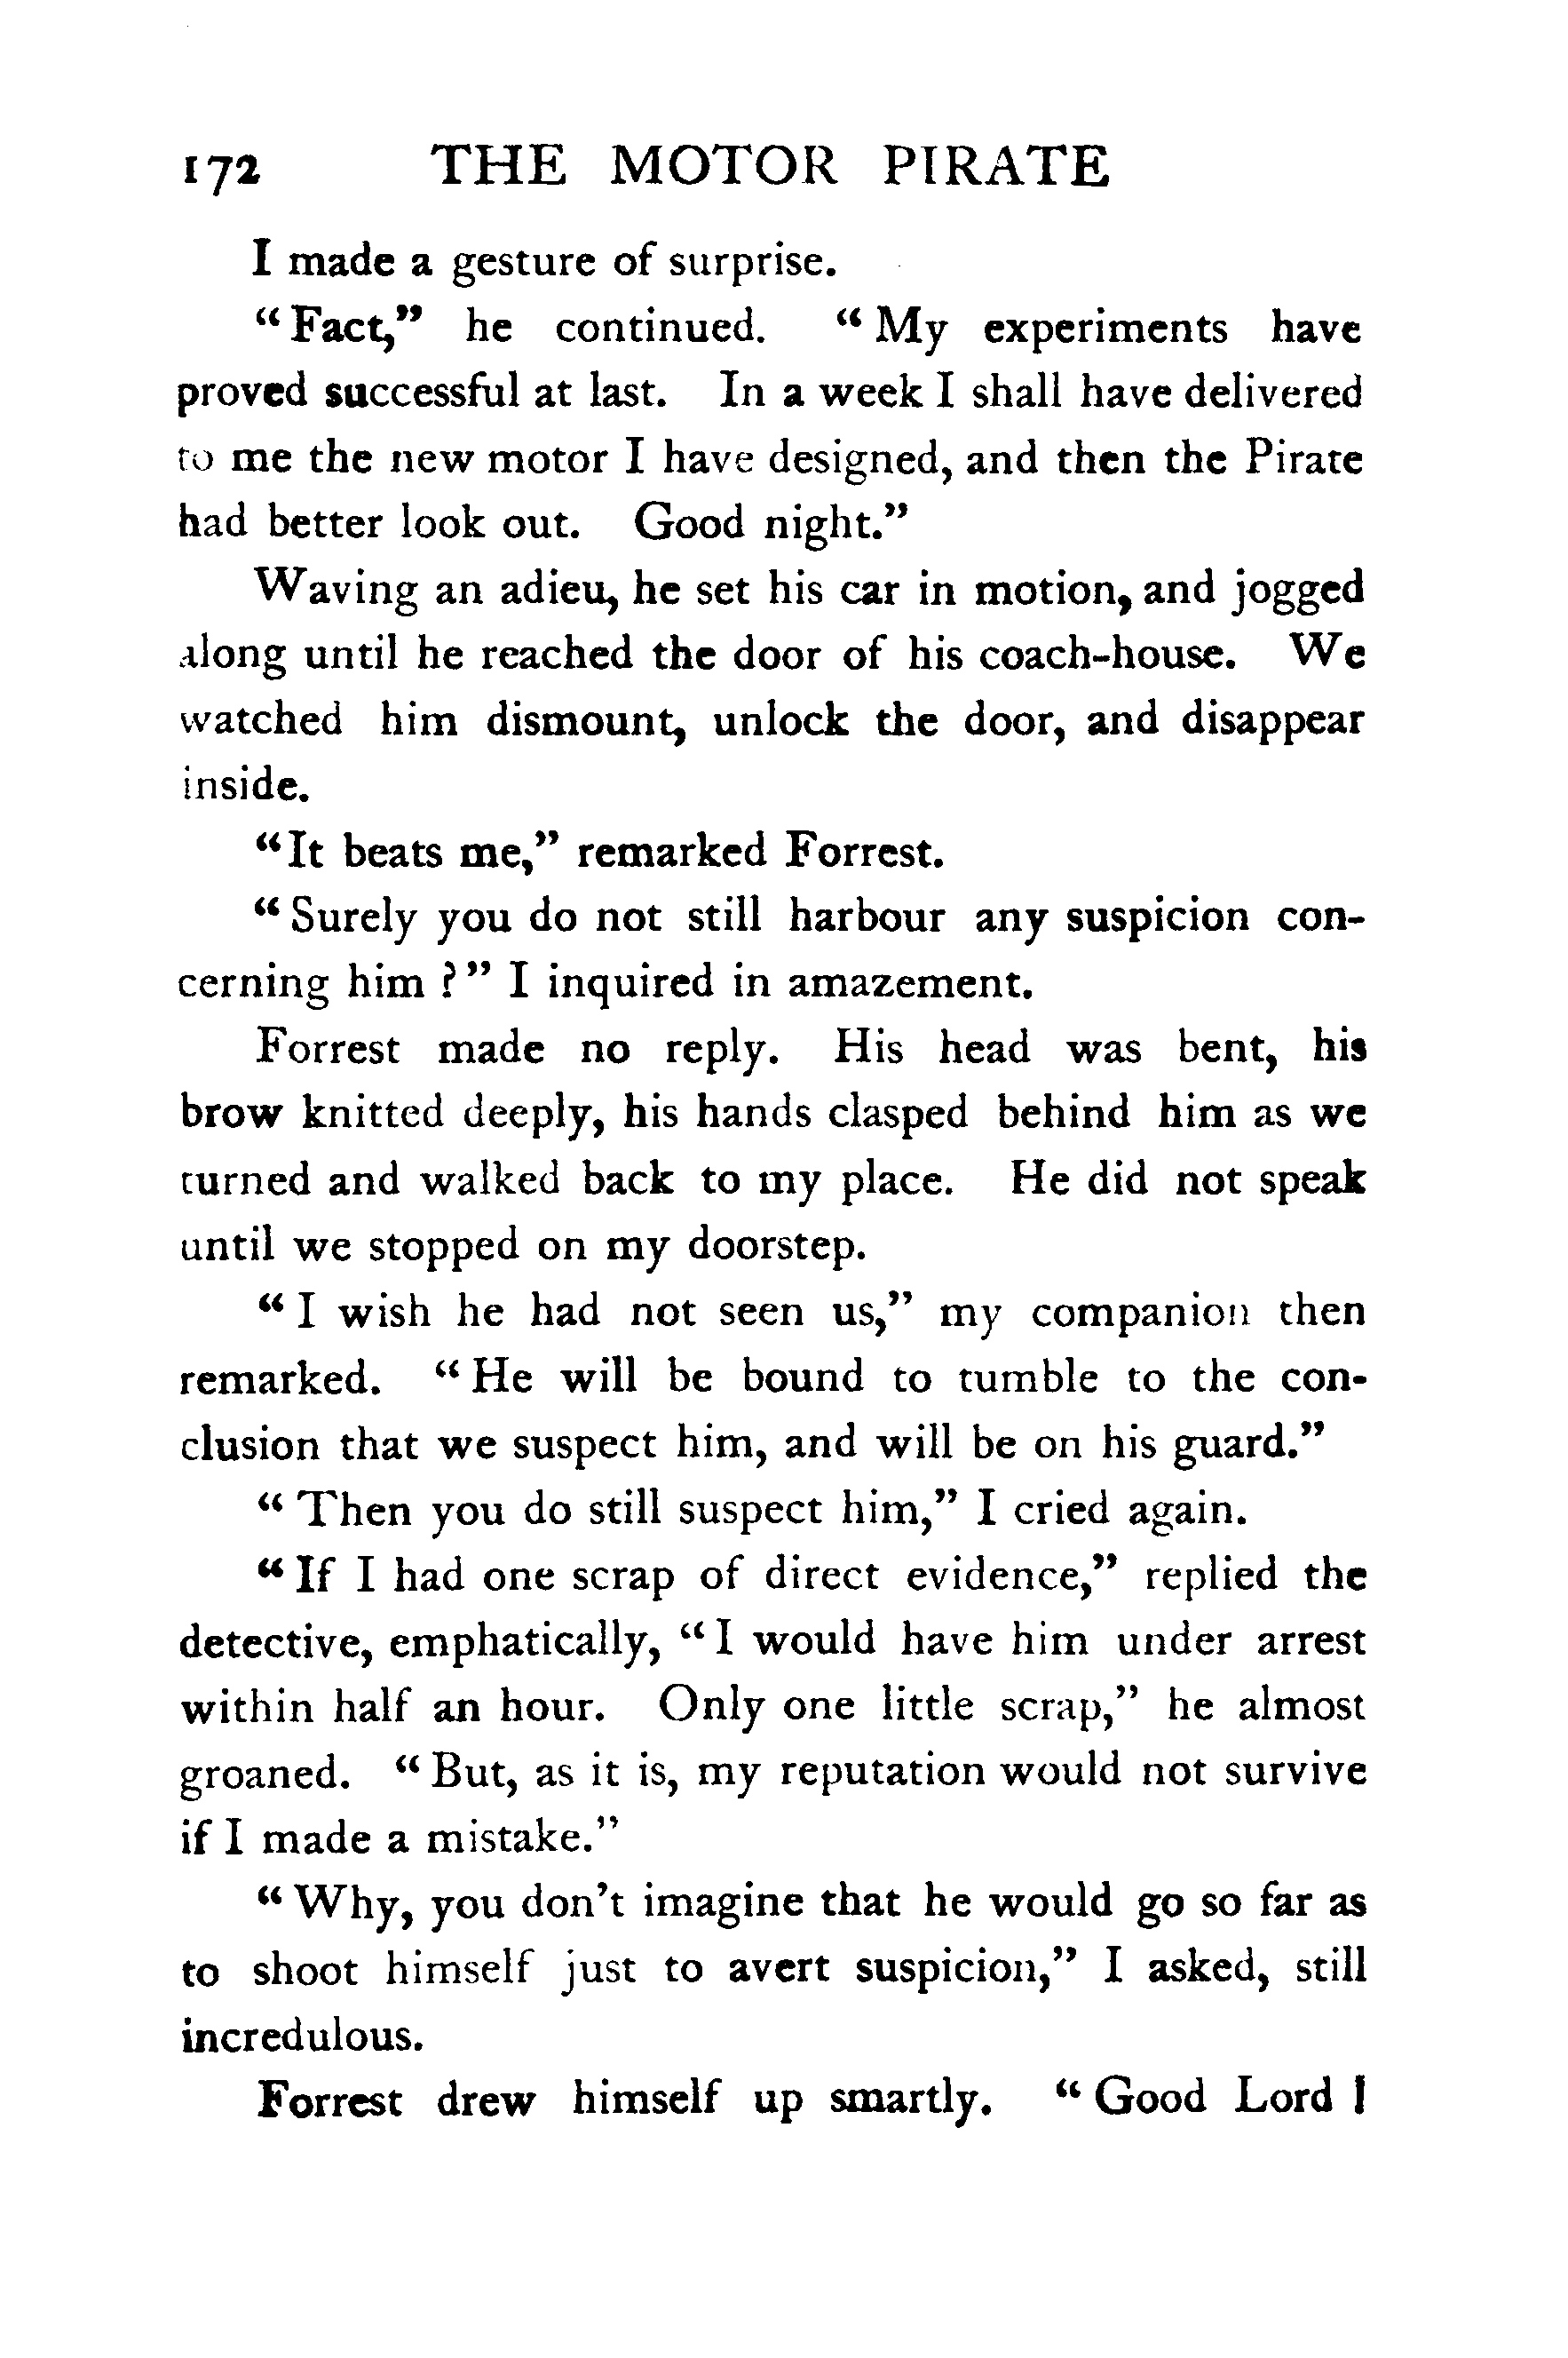 172 THE MOTOR PIRATE
I made a gesture of surprise.
“Fact,” he continued. “My experiments have
proved successful at last. In a week I shall have delivered
to me the new motor I have designed, and then the Pirate
had better look out. Good night.”
Waving an adieu, he set his car in motion, and jogged
along until he reached the door of his coach-house. We
watched him dismount, unlock the door, and disappear
inside.
“It beats me,” remarked Forrest.
“Surely you do not still harbour any suspicion con-
cerning him?” I inquired in amazement.
Forrest made no reply. His head was bent, his
brow knitted deeply, his hands clasped behind him as we
turned and walked back to my place. He did not speak
until we stopped on my doorstep.
“I wish he had not seen us,” my companion then
remarked. “He will be bound to tumble to the con-
clusion that we suspect him, and will be on his guard.”
“Then you do still suspect him,” I cried again.
“If I had one scrap of direct evidence,” replied the
detective, emphatically, “I would have him under arrest
within half an hour. Only one little scrap,” he almost
groaned. “But, as it is, my reputation would not survive
if I made a mistake.”
“Why, you don’t imagine that he would go so far as
to shoot himself just to avert suspicion,” I asked, still
incredulous.
Forrest drew himself up smartly. “Good Lord!